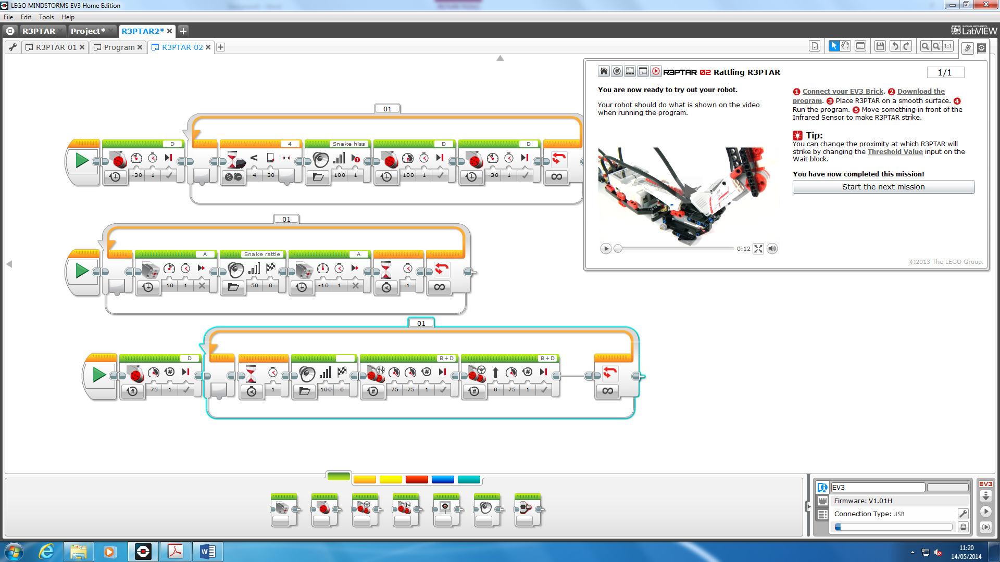 LEGO MINDSTORMS EV3 Home Edition
File Edit Tools Help
R3PTAR Project* R3PTAR2* +
NATIONAL INSTRUMENTS
LabVIEW
R3PTAR 01 Program R3PTAR 02
1:1
R3PTAR 02 Rattling R3PTAR
1/1
You are now ready to try out your robot.
Your robot should do what is shown on the video
when running the program.
0:12
1 Connect your EV3 Brick. 2 Download the
program. 3 Place R3PTAR on a smooth surface. 4
Run the program. 5 Move something in front of the
Infrared Sensor to make R3PTAR strike.
Tip:
You can change the proximity at which R3PTAR will
strike by changing the Threshold Value input on the
Wait block.
You have now completed this mission!
Start the next mission
©2013 The LEGO Group.
01
D 4 Snake hiss D D
< 1
-30 1 4 30 100 1 100 1 -30 1 ∞
01
A Snake rattle A
10 1 50 0 -10 1 1 ∞
01
D B+D B+D
# # #
# 75 1 1 100 0 # 75 75 1 # 0 75 1 ∞
EV3
EV3
Firmware: V1.01H
Connection Type: USB
11:20
14/05/2014